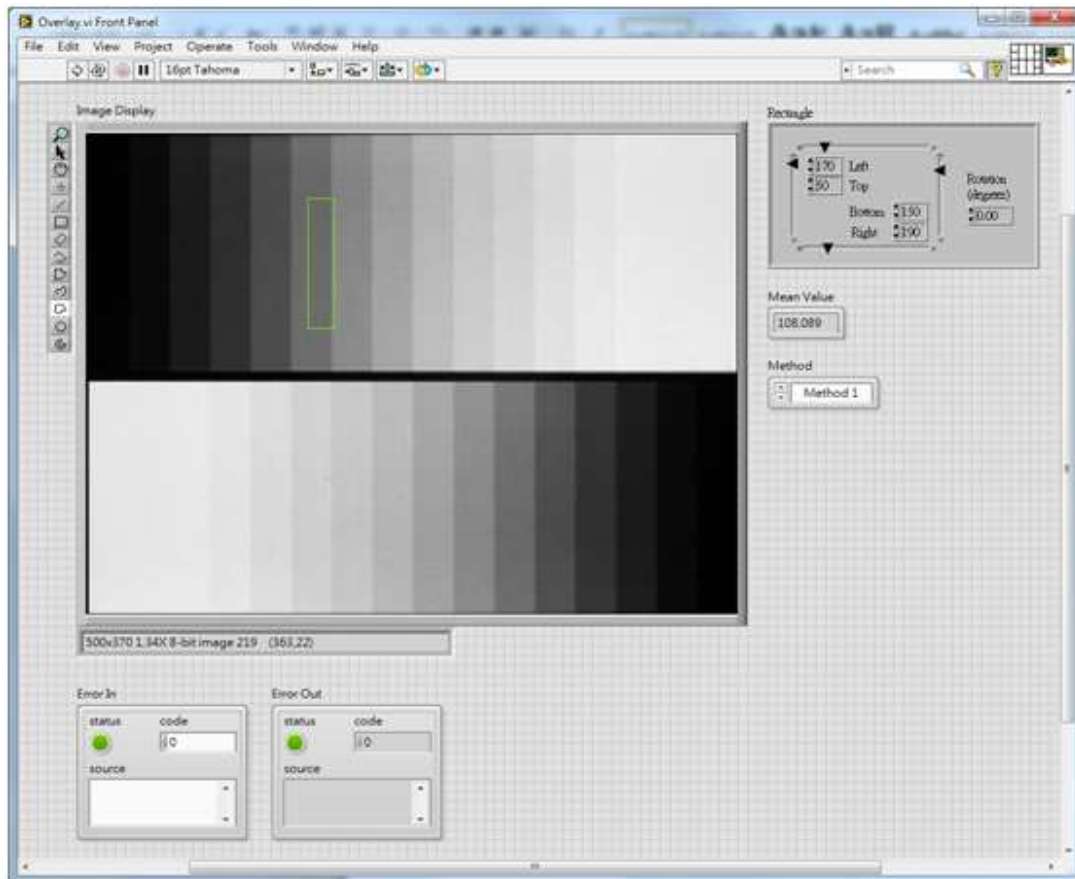 Overlay.vi Front Panel
File Edit View Project Operate Tools Window Help
16pt Tahoma
Search
Image Display
Rectangle
170 Left
50 Top
Bottom 150
Right 190
Rotation
(degrees)
0.00
Mean Value
108.089
Method
Method 1
500x370 1.34X 8-bit image 219 (363,22)
Error In
status code
0
source
Error Out
status code
0
source